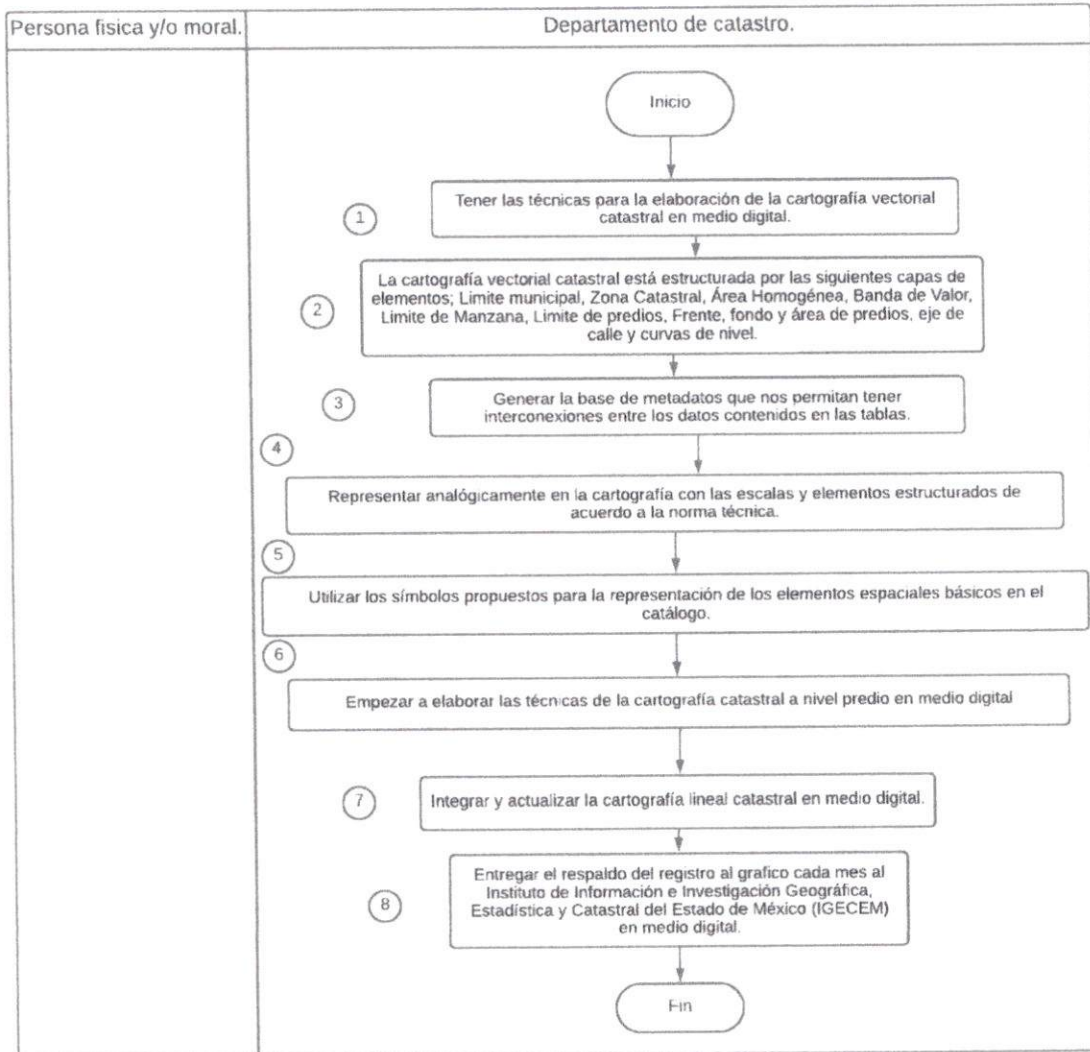 Persona fisica y/o moral.
Departamento de catastro.
Inicio
1
Tener las técnicas para la elaboración de la cartografía vectorial
catastral en medio digital.
2
La cartografía vectorial catastral está estructurada por las siguientes capas de
elementos; Limite municipal, Zona Catastral, Área Homogénea, Banda de Valor,
Limite de Manzana, Limite de predios, Frente, fondo y área de predios, eje de
calle y curvas de nivel.
3
Generar la base de metadatos que nos permitan tener
interconexiones entre los datos contenidos en las tablas.
4
Representar analógicamente en la cartografía con las escalas y elementos estructurados de
acuerdo a la norma técnica.
5
Utilizar los símbolos propuestos para la representación de los elementos espaciales básicos en el
catálogo.
6
Empezar a elaborar las técnicas de la cartografía catastral a nivel predio en medio digital
7
Integrar y actualizar la cartografía lineal catastral en medio digital.
8
Entregar el respaldo del registro al grafico cada mes al
Instituto de Información e Investigación Geográfica,
Estadística y Catastral del Estado de México (IGECEM)
en medio digital.
Fin